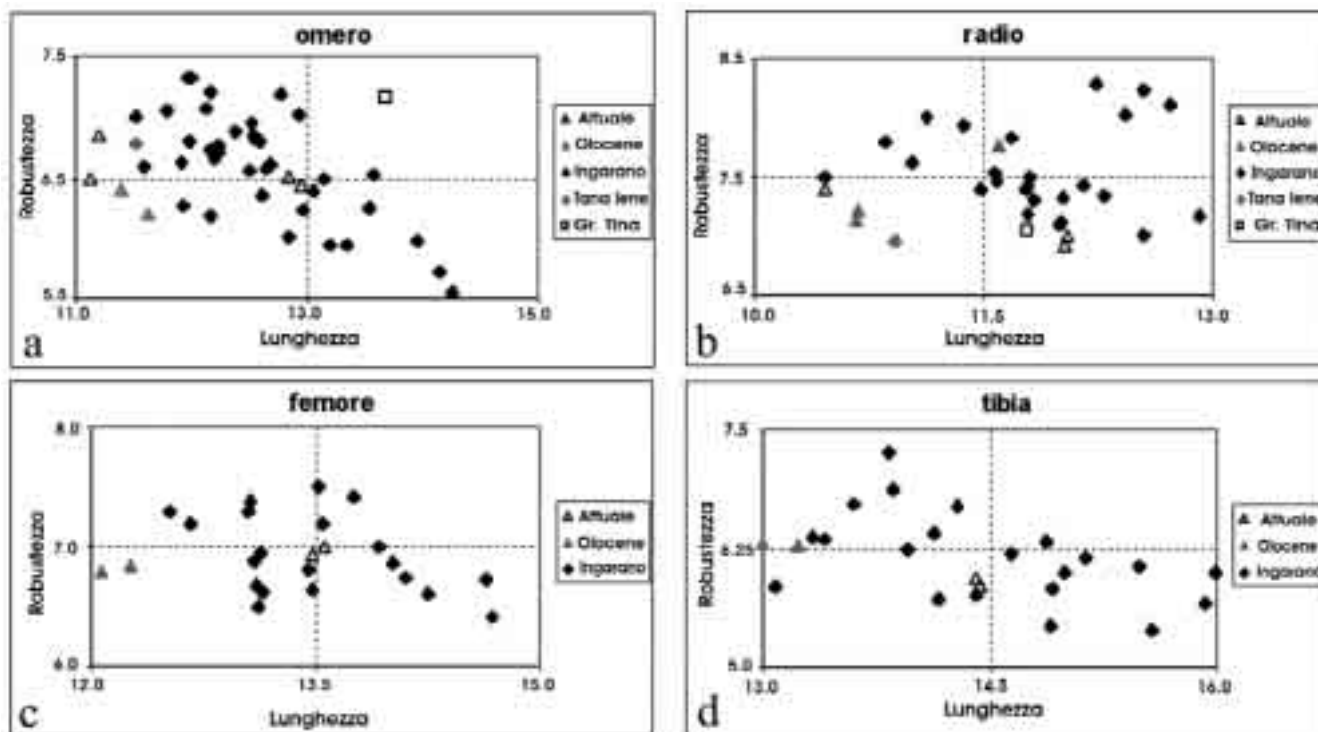 omero
7.5
6.5
5.5
Robustezza
11.0
13.0
15.0
Lunghezza
a
Attuale
Olocene
Ingarano
Tana Iene
Gr. Tina
radio
8.5
7.5
6.5
Robustezza
10.0
11.5
13.0
Lunghezza
b
Attuale
Olocene
Ingarano
Tana Iene
Gr. Tina
femore
8.0
7.0
6.0
Robustezza
12.0
13.5
15.0
Lunghezza
c
Attuale
Olocene
Ingarano
tibia
7.5
6.25
5.0
Robustezza
13.0
14.5
16.0
Lunghezza
d
Attuale
Olocene
Ingarano